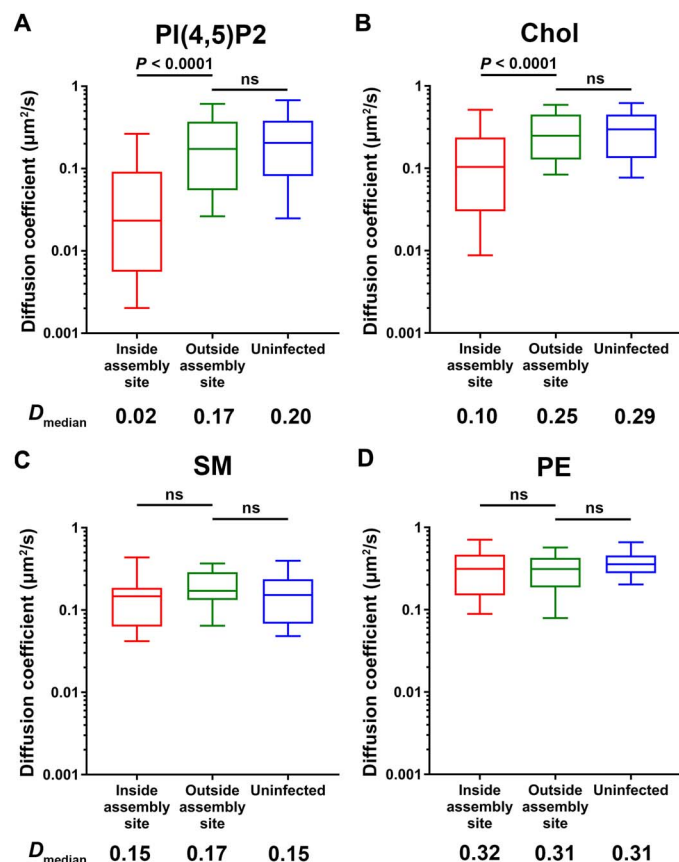 A
PI(4,5)P2
P < 0.0001
ns
Diffusion coefficient (µm²/s)
1
0.1
0.01
0.001
Inside assembly site
Outside assembly site
Uninfected
Dmedian 0.02 0.17 0.20
B
Chol
P < 0.0001
ns
Diffusion coefficient (µm²/s)
1
0.1
0.01
0.001
Inside assembly site
Outside assembly site
Uninfected
0.10 0.25 0.29
C
SM
ns
ns
Diffusion coefficient (µm²/s)
1
0.1
0.01
0.001
Inside assembly site
Outside assembly site
Uninfected
Dmedian 0.15 0.17 0.15
D
PE
ns
ns
Diffusion coefficient (µm²/s)
1
0.1
0.01
0.001
Inside assembly site
Outside assembly site
Uninfected
0.32 0.31 0.31